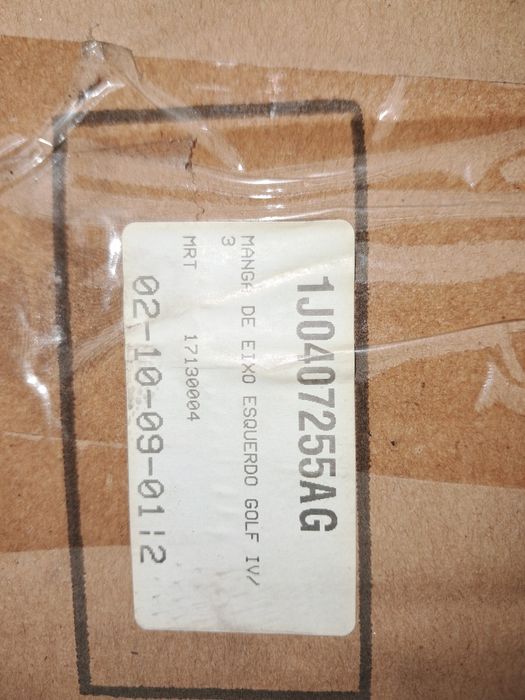 1J0407255AG
MANGA DE EIXO ESQUERDO GOLF IV/
3
MRT 17130004
02-10-09-01 2